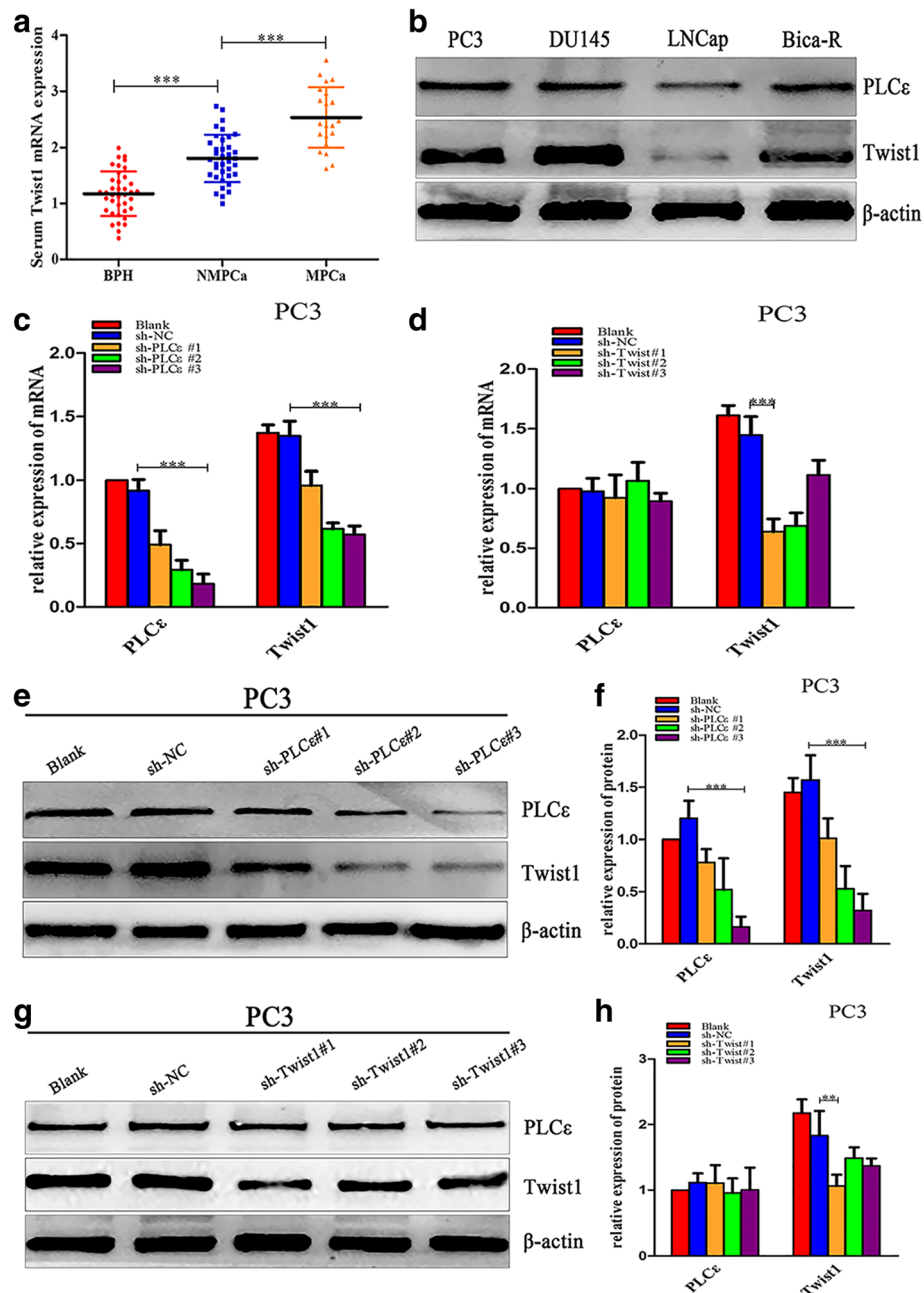 a
Serum Twist1 mRNA expression
4
3
2
1
0
***
***
BPH NMPCa MPCa
b
PC3 DU145 LNCap Bica-R
PLCε
Twist1
β-actin
c
PC3
Blank
sh-NC
sh-PLCε #1
sh-PLCε #2
sh-PLCε #3
relative expression of mRNA
2.0
1.5
1.0
0.5
0.0
***
***
PLCε Twist1
d
PC3
Blank
sh-NC
sh-Twist#1
sh-Twist#2
sh-Twist#3
relative expression of mRNA
2.0
1.5
1.0
0.5
0.0
***
PLCε Twist1
e
PC3
Blank sh-NC sh-PLCε#1 sh-PLCε#2 sh-PLCε#3
PLCε
Twist1
β-actin
f
PC3
Blank
sh-NC
sh-PLCε #1
sh-PLCε #2
sh-PLCε #3
relative expression of protein
2.0
1.5
1.0
0.5
0.0
***
***
PLCε Twist1
g
PC3
Blank sh-NC sh-Twist1#1 sh-Twist1#2 sh-Twist1#3
PLCε
Twist1
β-actin
h
PC3
Blank
sh-NC
sh-Twist#1
sh-Twist#2
sh-Twist#3
relative expression of protein
3
2
1
0
**
PLCε Twist1